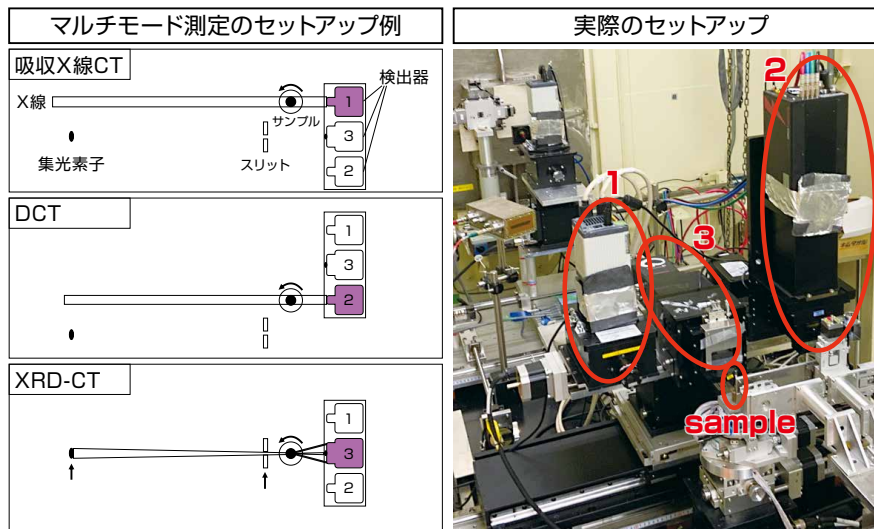 マルチモード測定のセットアップ例
吸収X線CT
X線
サンプル
検出器
集光素子
スリット
1
3
2
DCT
1
3
2
XRD-CT
1
3
2
実際のセットアップ
1
2
3
sample